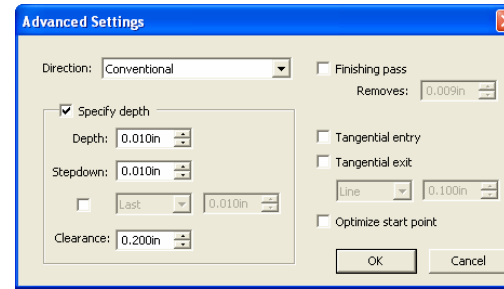 Advanced Settings
Direction: Conventional
Specify depth
Depth: 0.010in
Stepdown: 0.010in
Last 0.010in
Clearance: 0.200in
Finishing pass
Removes: 0.009in
Tangential entry
Tangential exit
Line 0.100in
Optimize start point
OK Cancel